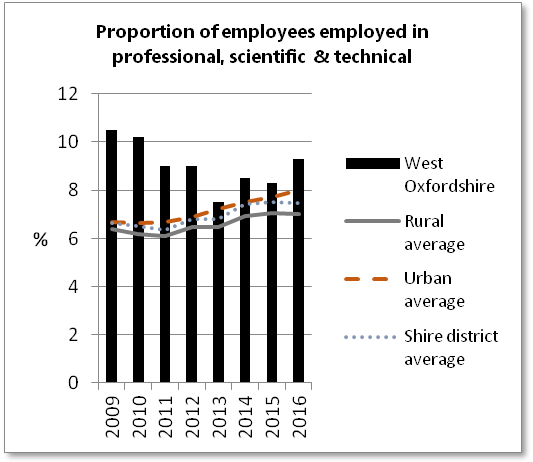 Proportion of employees employed in
professional, scientific & technical
12
10
8
6
4
2
0
%
2009
2010
2011
2012
2013
2014
2015
2016
West
Oxfordshire
Rural
average
Urban
average
Shire district
average